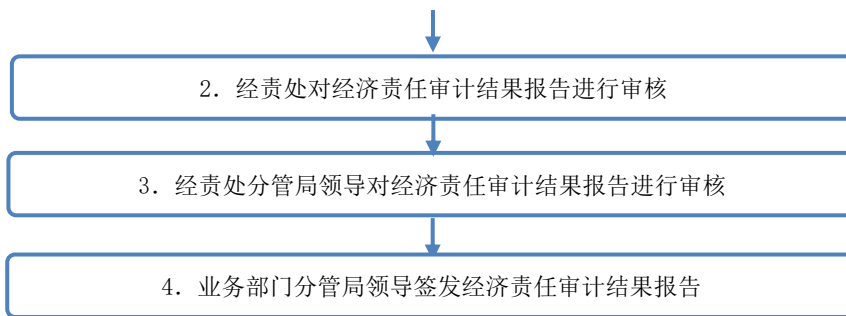 2. 经责处对经济责任审计结果报告进行审核
3. 经责处分管局领导对经济责任审计结果报告进行审核
4. 业务部门分管局领导签发经济责任审计结果报告